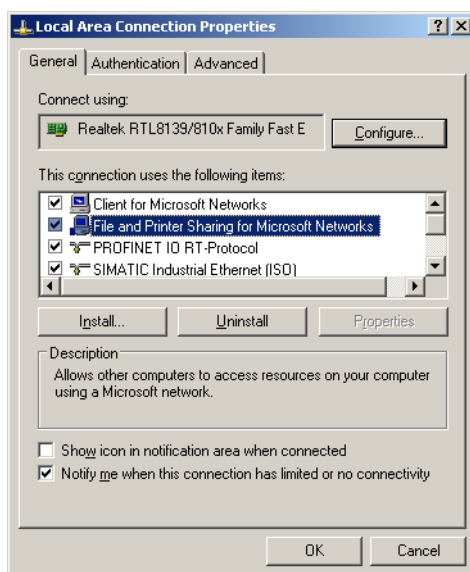 Local Area Connection Properties
General
Authentication
Advanced
Connect using:
Realtek RTL8139/810x Family Fast E
Configure...
This connection uses the following items:
Client for Microsoft Networks
File and Printer Sharing for Microsoft Networks
PROFINET IO RT-Protocol
SIMATIC Industrial Ethernet (ISO)
Install...
Uninstall
Properties
Description
Allows other computers to access resources on your computer
using a Microsoft network.
Show icon in notification area when connected
Notify me when this connection has limited or no connectivity
OK
Cancel